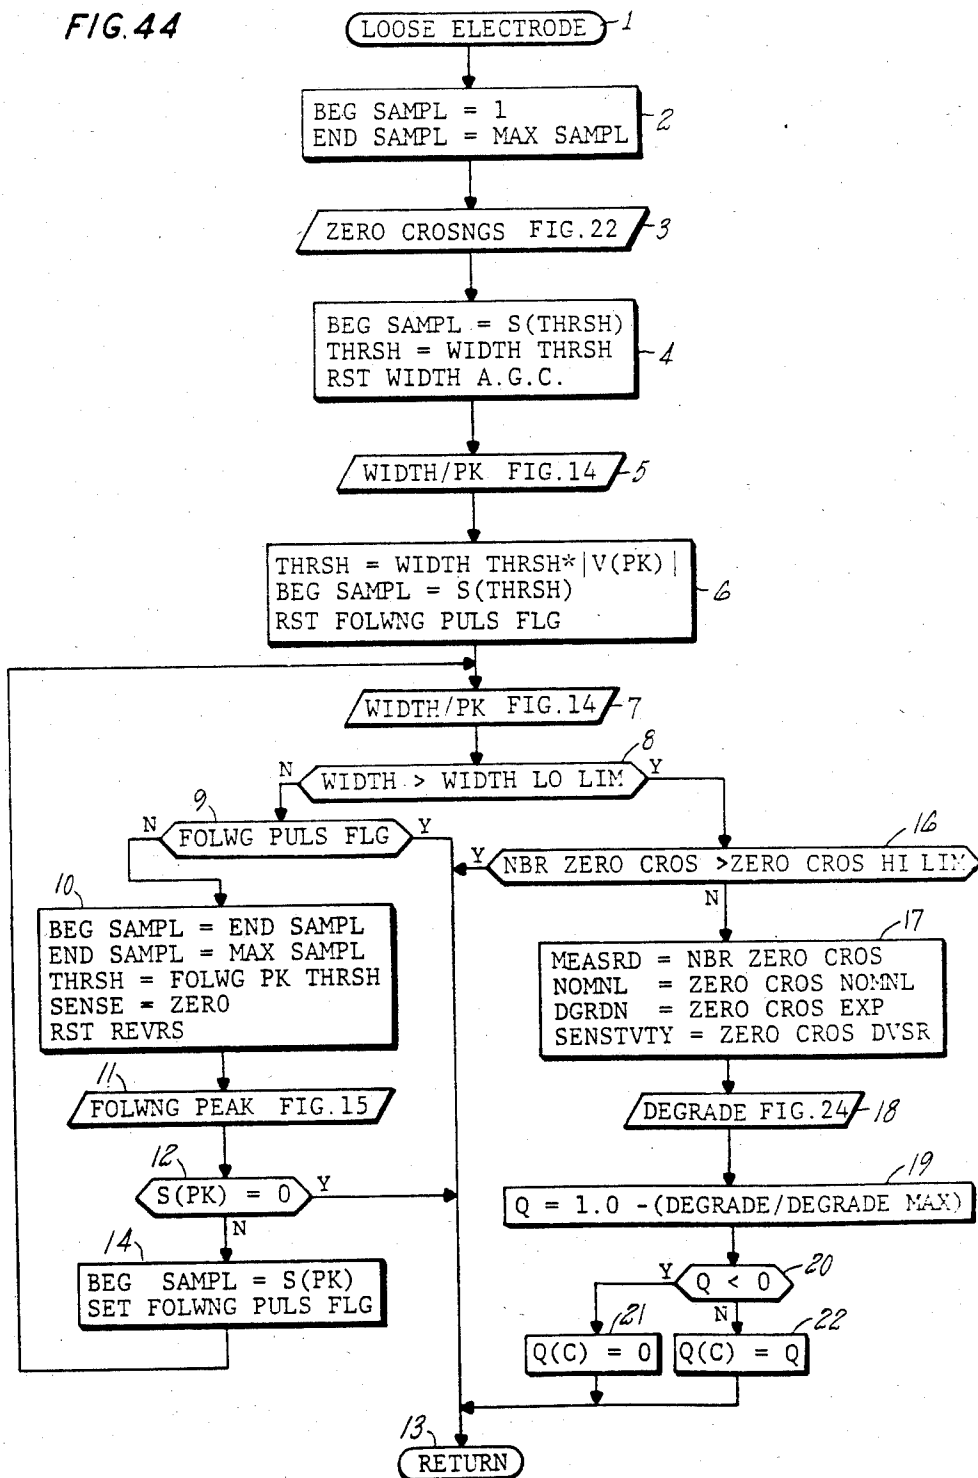 FIG. 44
LOOSE ELECTRODE
1
BEG SAMPL = 1
END SAMPL = MAX SAMPL
2
ZERO CROSNGS FIG.22
3
BEG SAMPL = S(THRSH)
THRSH = WIDTH THRSH
RST WIDTH A.G.C.
4
WIDTH/PK FIG.14
5
THRSH = WIDTH THRSH*|V(PK)|
BEG SAMPL = S(THRSH)
RST FOLWNG PULS FLG
6
WIDTH/PK FIG.14
7
8
N
WIDTH > WIDTH LO LIM
Y
9
N
FOLWG PULS FLG
Y
16
Y
NBR ZERO CROS >ZERO CROS HI LIM
N
10
BEG SAMPL = END SAMPL
END SAMPL = MAX SAMPL
THRSH = FOLWG PK THRSH
SENSE = ZERO
RST REVRS
17
MEASRD = NBR ZERO CROS
NOMNL = ZERO CROS NOMNL
DGRDN = ZERO CROS EXP
SENSTVTY = ZERO CROS DVSR
11
FOLWNG PEAK FIG.15
DEGRADE FIG.24
18
12
S(PK) = 0
Y
N
19
Q = 1.0 -(DEGRADE/DEGRADE MAX)
14
BEG SAMPL = S(PK)
SET FOLWNG PULS FLG
Y
Q < 0
20
N
21
Q(C) = 0
22
Q(C) = Q
13
RETURN